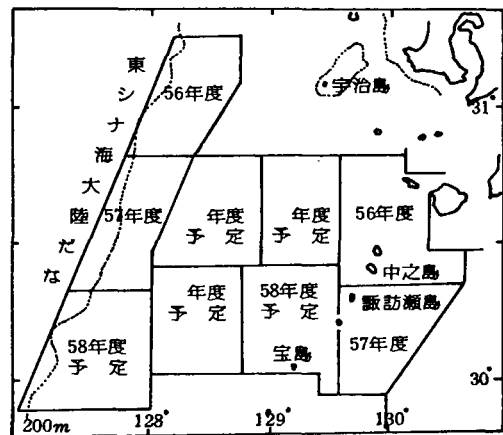 東シナ海大陸だな
56年度
宇治島
31°
57年度
年度
予定
年度
予定
56年度
中之島
年度
予定
58年度
予定
諏訪瀬島
58年度
予定
宝島
57年度
30°
200m
128°
129°
130°